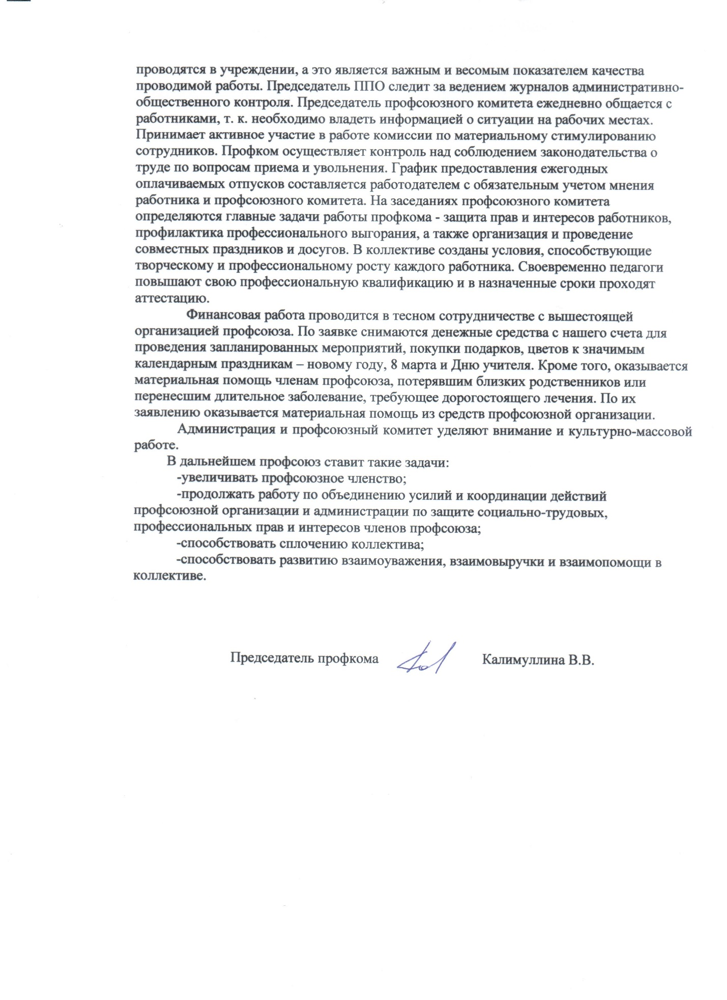 проводятся в учреждении, а это является важным и весомым показателем качества
проводимой работы. Председатель ППО следит за ведением журналов административно-
общественного контроля. Председатель профсоюзного комитета ежедневно общается с
работниками, т. к. необходимо владеть информацией о ситуации на рабочих местах.
Принимает активное участие в работе комиссии по материальному стимулированию
сотрудников. Профком осуществляет контроль над соблюдением законодательства о
труде по вопросам приема и увольнения. График предоставления ежегодных
оплачиваемых отпусков составляется работодателем с обязательным учетом мнения
работника и профсоюзного комитета. На заседаниях профсоюзного комитета
определяются главные задачи работы профкома - защита прав и интересов работников,
профилактика профессионального выгорания, а также организация и проведение
совместных праздников и досугов. В коллективе созданы условия, способствующие
творческому и профессиональному росту каждого работника. Своевременно педагоги
повышают свою профессиональную квалификацию и в назначенные сроки проходят
аттестацию.
Финансовая работа проводится в тесном сотрудничестве с вышестоящей
организацией профсоюза. По заявке снимаются денежные средства с нашего счета для
проведения запланированных мероприятий, покупки подарков, цветов к значимым
календарным праздникам – новому году, 8 марта и Дню учителя. Кроме того, оказывается
материальная помощь членам профсоюза, потерявшим близких родственников или
перенесшим длительное заболевание, требующее дорогостоящего лечения. По их
заявлению оказывается материальная помощь из средств профсоюзной организации.
Администрация и профсоюзный комитет уделяют внимание и культурно-массовой
работе.
В дальнейшем профсоюз ставит такие задачи:
-увеличивать профсоюзное членство;
-продолжать работу по объединению усилий и координации действий
профсоюзной организации и администрации по защите социально-трудовых,
профессиональных прав и интересов членов профсоюза;
-способствовать сплочению коллектива;
-способствовать развитию взаимоуважения, взаимовыручки и взаимопомощи в
коллективе.
Председатель профкома Калимуллина В.В.